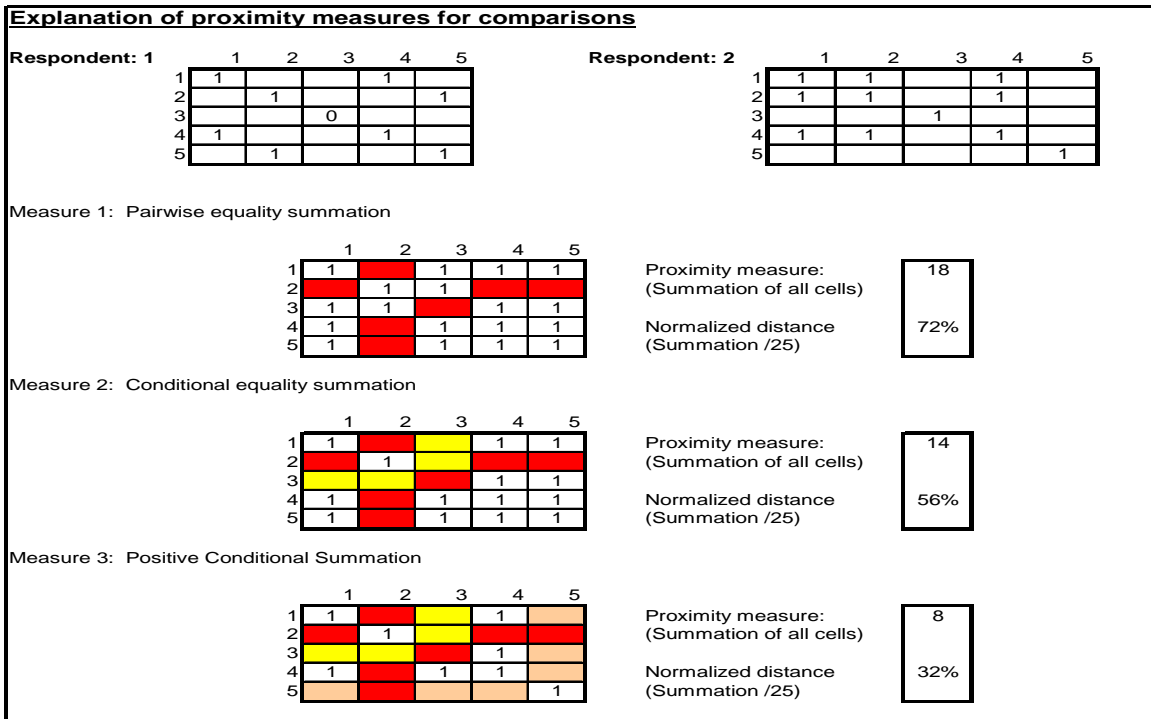 Explanation of proximity measures for comparisons
Respondent: 1 1 2 3 4 5 Respondent: 2 1 2 3 4 5
1 1 1 1 1 1 1
2 1 1 2 1 1 1
3 0 3 1
4 1 1 4 1 1 1
5 1 1 5 1
Measure 1: Pairwise equality summation
1 2 3 4 5
1 1 1 1 1 Proximity measure: 18
2 1 1 (Summation of all cells)
3 1 1 1 1
4 1 1 1 1 Normalized distance 72%
5 1 1 1 1 (Summation /25)
Measure 2: Conditional equality summation
1 2 3 4 5
1 1 1 1 Proximity measure: 14
2 1 (Summation of all cells)
3 1 1
4 1 1 1 1 Normalized distance 56%
5 1 1 1 1 (Summation /25)
Measure 3: Positive Conditional Summation
1 2 3 4 5
1 1 1 Proximity measure: 8
2 1 (Summation of all cells)
3 1
4 1 1 1 Normalized distance 32%
5 1 (Summation /25)